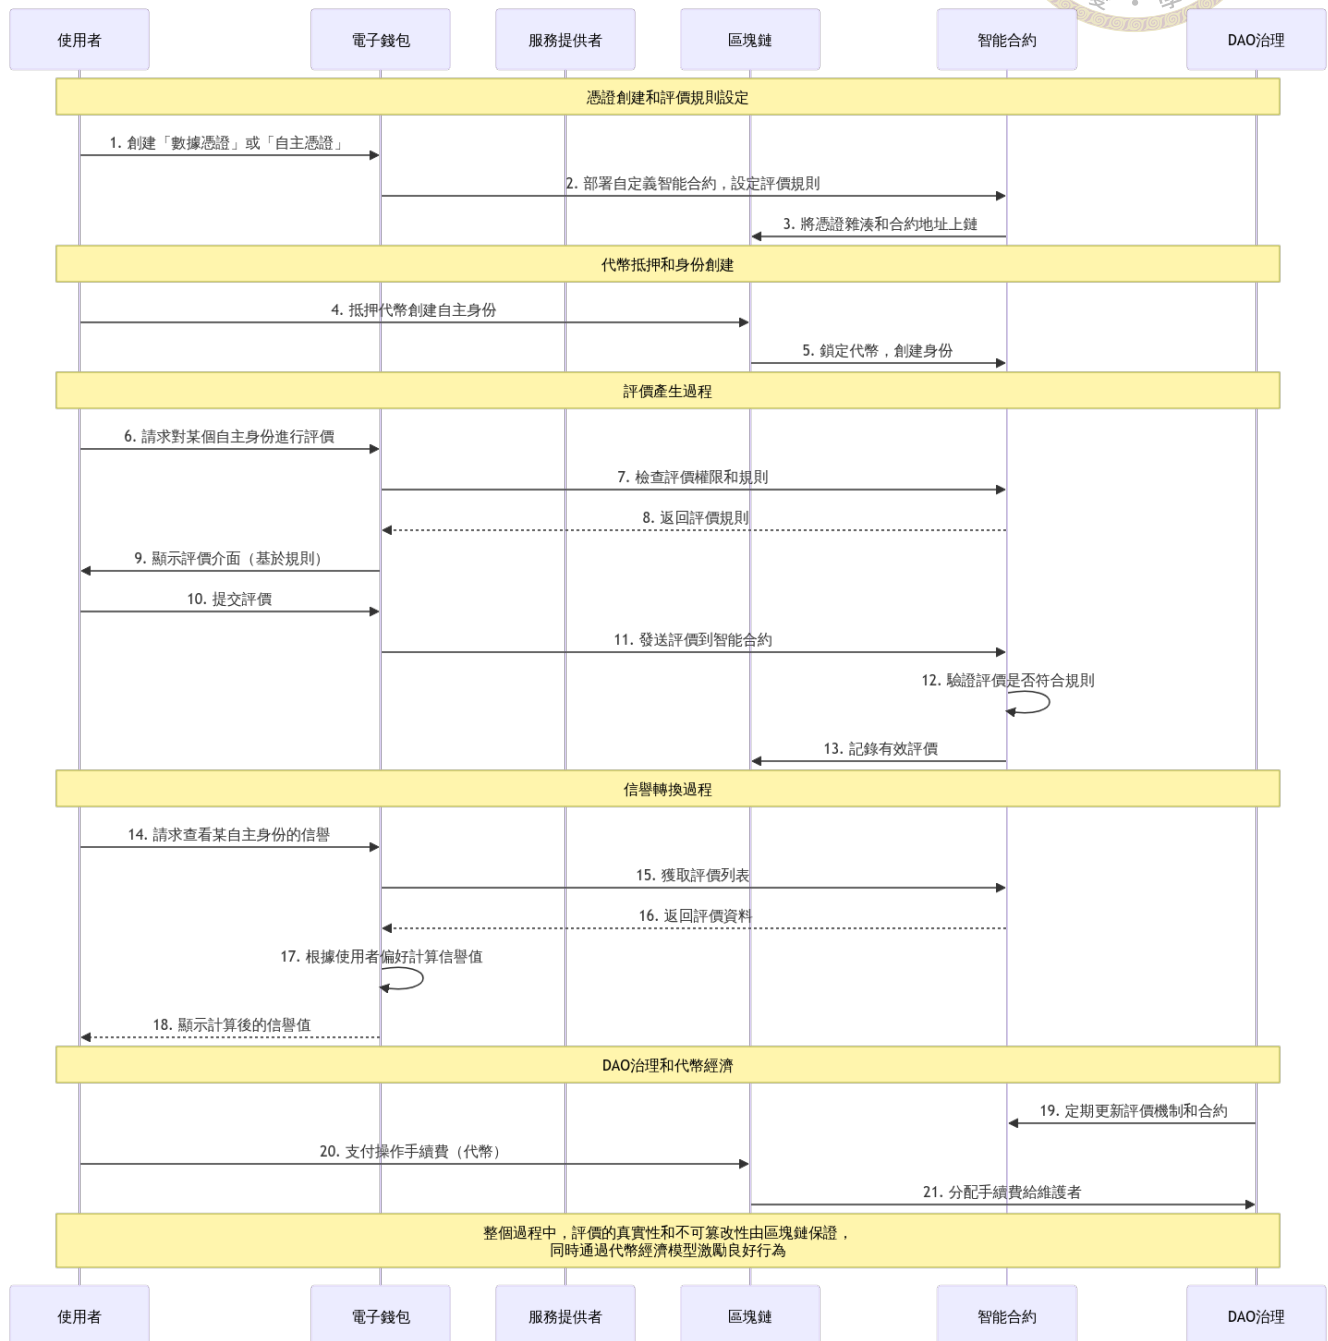 愛・學
使用者
電子錢包
服務提供者
區塊鏈
智能合約
DAO治理
憑證創建和評價規則設定
1. 創建「數據憑證」或「自主憑證」
2. 部署自定義智能合約，設定評價規則
3. 將憑證雜湊和合約地址上鏈
代幣抵押和身份創建
4. 抵押代幣創建自主身份
5. 鎖定代幣，創建身份
評價產生過程
6. 請求對某個自主身份進行評價
7. 檢查評價權限和規則
8. 返回評價規則
9. 顯示評價介面（基於規則）
10. 提交評價
11. 發送評價到智能合約
12. 驗證評價是否符合規則
13. 記錄有效評價
信譽轉換過程
14. 請求查看某自主身份的信譽
15. 獲取評價列表
16. 返回評價資料
17. 根據使用者偏好計算信譽值
18. 顯示計算後的信譽值
DAO治理和代幣經濟
19. 定期更新評價機制和合約
20. 支付操作手續費（代幣）
21. 分配手續費給維護者
整個過程中，評價的真實性和不可篡改性由區塊鏈保證，
同時通過代幣經濟模型激勵良好行為
使用者
電子錢包
服務提供者
區塊鏈
智能合約
DAO治理